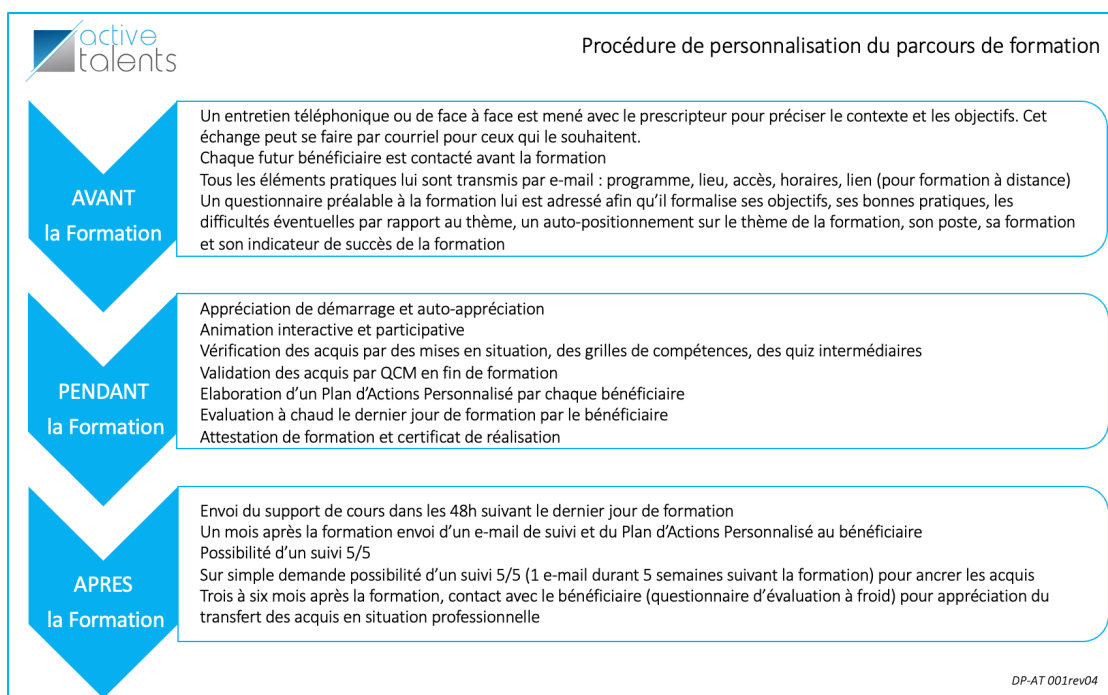 active
talents
Procédure de personnalisation du parcours de formation
AVANT
la Formation
Un entretien téléphonique ou de face à face est mené avec le prescripteur pour préciser le contexte et les objectifs. Cet
échange peut se faire par courriel pour ceux qui le souhaitent.
Chaque futur bénéficiaire est contacté avant la formation
Tous les éléments pratiques lui sont transmis par e-mail : programme, lieu, accès, horaires, lien (pour formation à distance)
Un questionnaire préalable à la formation lui est adressé afin qu'il formalise ses objectifs, ses bonnes pratiques, les
difficultés éventuelles par rapport au thème, un auto-positionnement sur le thème de la formation, son poste, sa formation
et son indicateur de succès de la formation
PENDANT
la Formation
Appréciation de démarrage et auto-appréciation
Animation interactive et participative
Vérification des acquis par des mises en situation, des grilles de compétences, des quiz intermédiaires
Validation des acquis par QCM en fin de formation
Elaboration d'un Plan d'Actions Personnalisé par chaque bénéficiaire
Evaluation à chaud le dernier jour de formation par le bénéficiaire
Attestation de formation et certificat de réalisation
APRES
la Formation
Envoi du support de cours dans les 48h suivant le dernier jour de formation
Un mois après la formation envoi d'un e-mail de suivi et du Plan d'Actions Personnalisé au bénéficiaire
Possibilité d'un suivi 5/5
Sur simple demande possibilité d'un suivi 5/5 (1 e-mail durant 5 semaines suivant la formation) pour ancrer les acquis
Trois à six mois après la formation, contact avec le bénéficiaire (questionnaire d'évaluation à froid) pour appréciation du
transfert des acquis en situation professionnelle
DP-AT 001rev04